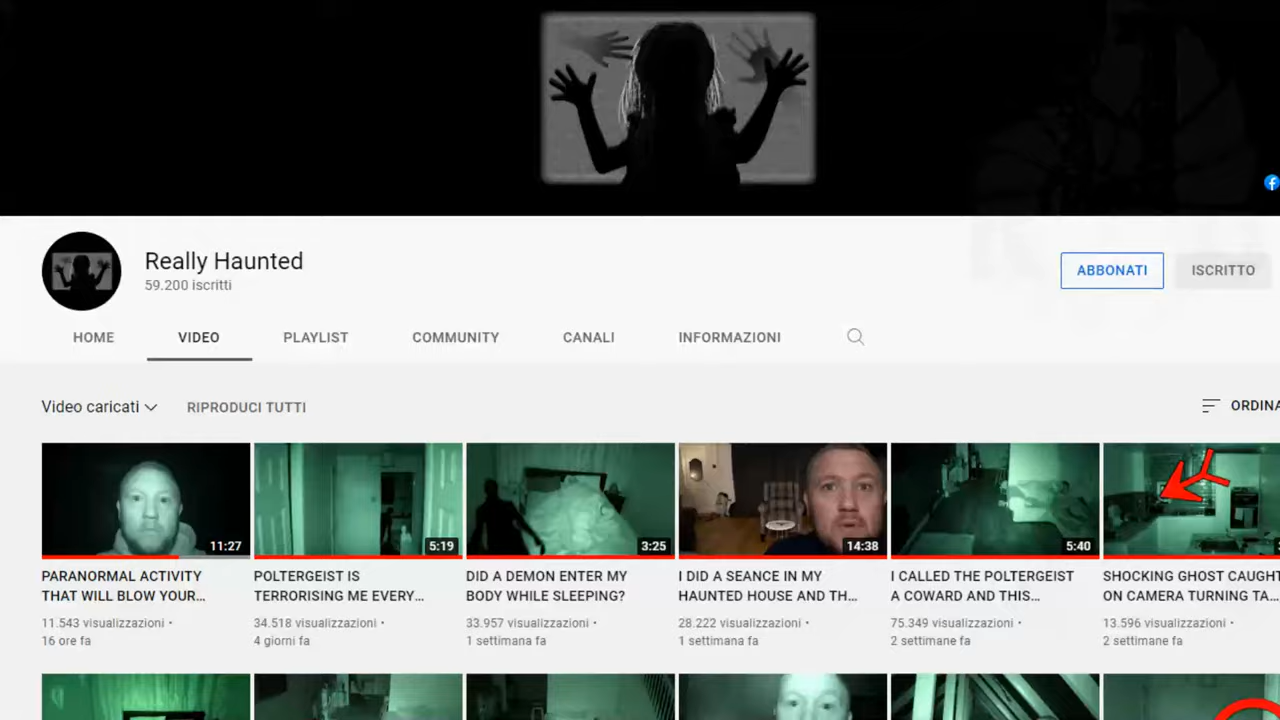 Really Haunted
59.200 iscritti
ABBONATI
ISCRITTO
HOME
VIDEO
PLAYLIST
COMMUNITY
CANALI
INFORMAZIONI
Video caricati
RIPRODUCI TUTTI
ORDINA
11:27
5:19
3:25
14:38
5:40
PARANORMAL ACTIVITY
THAT WILL BLOW YOUR...
11.543 visualizzazioni •
16 ore fa
POLTERGEIST IS
TERRORISING ME EVERY...
34.518 visualizzazioni •
4 giorni fa
DID A DEMON ENTER MY
BODY WHILE SLEEPING?
33.957 visualizzazioni •
1 settimana fa
I DID A SEANCE IN MY
HAUNTED HOUSE AND TH...
28.222 visualizzazioni •
1 settimana fa
I CALLED THE POLTERGEIST
A COWARD AND THIS...
75.349 visualizzazioni •
2 settimane fa
SHOCKING GHOST CAUGHT
ON CAMERA TURNING TA...
13.596 visualizzazioni •
2 settimane fa